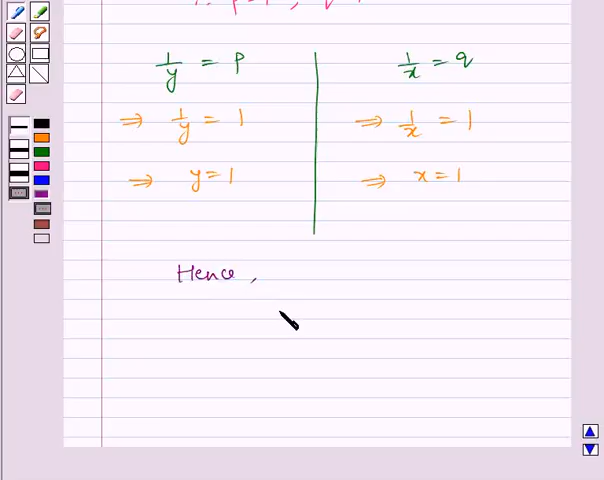 1/y = p
1/x = q
⇒ 1/y = 1
⇒ 1/x = 1
⇒ y = 1
⇒ x = 1
Hence ,